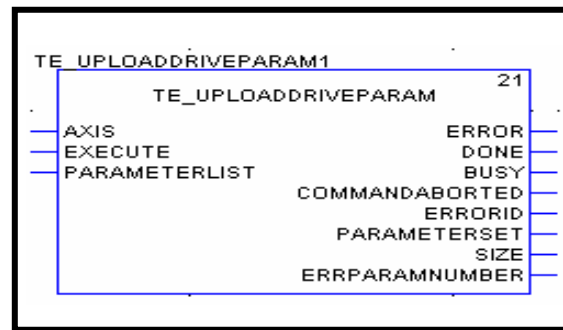 TE_UPLOADDRIVEPARAM1
21
TE_UPLOADDRIVEPARAM
AXIS ERROR
EXECUTE DONE
PARAMETERLIST BUSY
COMMANDABORTED
ERRORID
PARAMETERSET
SIZE
ERRPARAMNUMBER